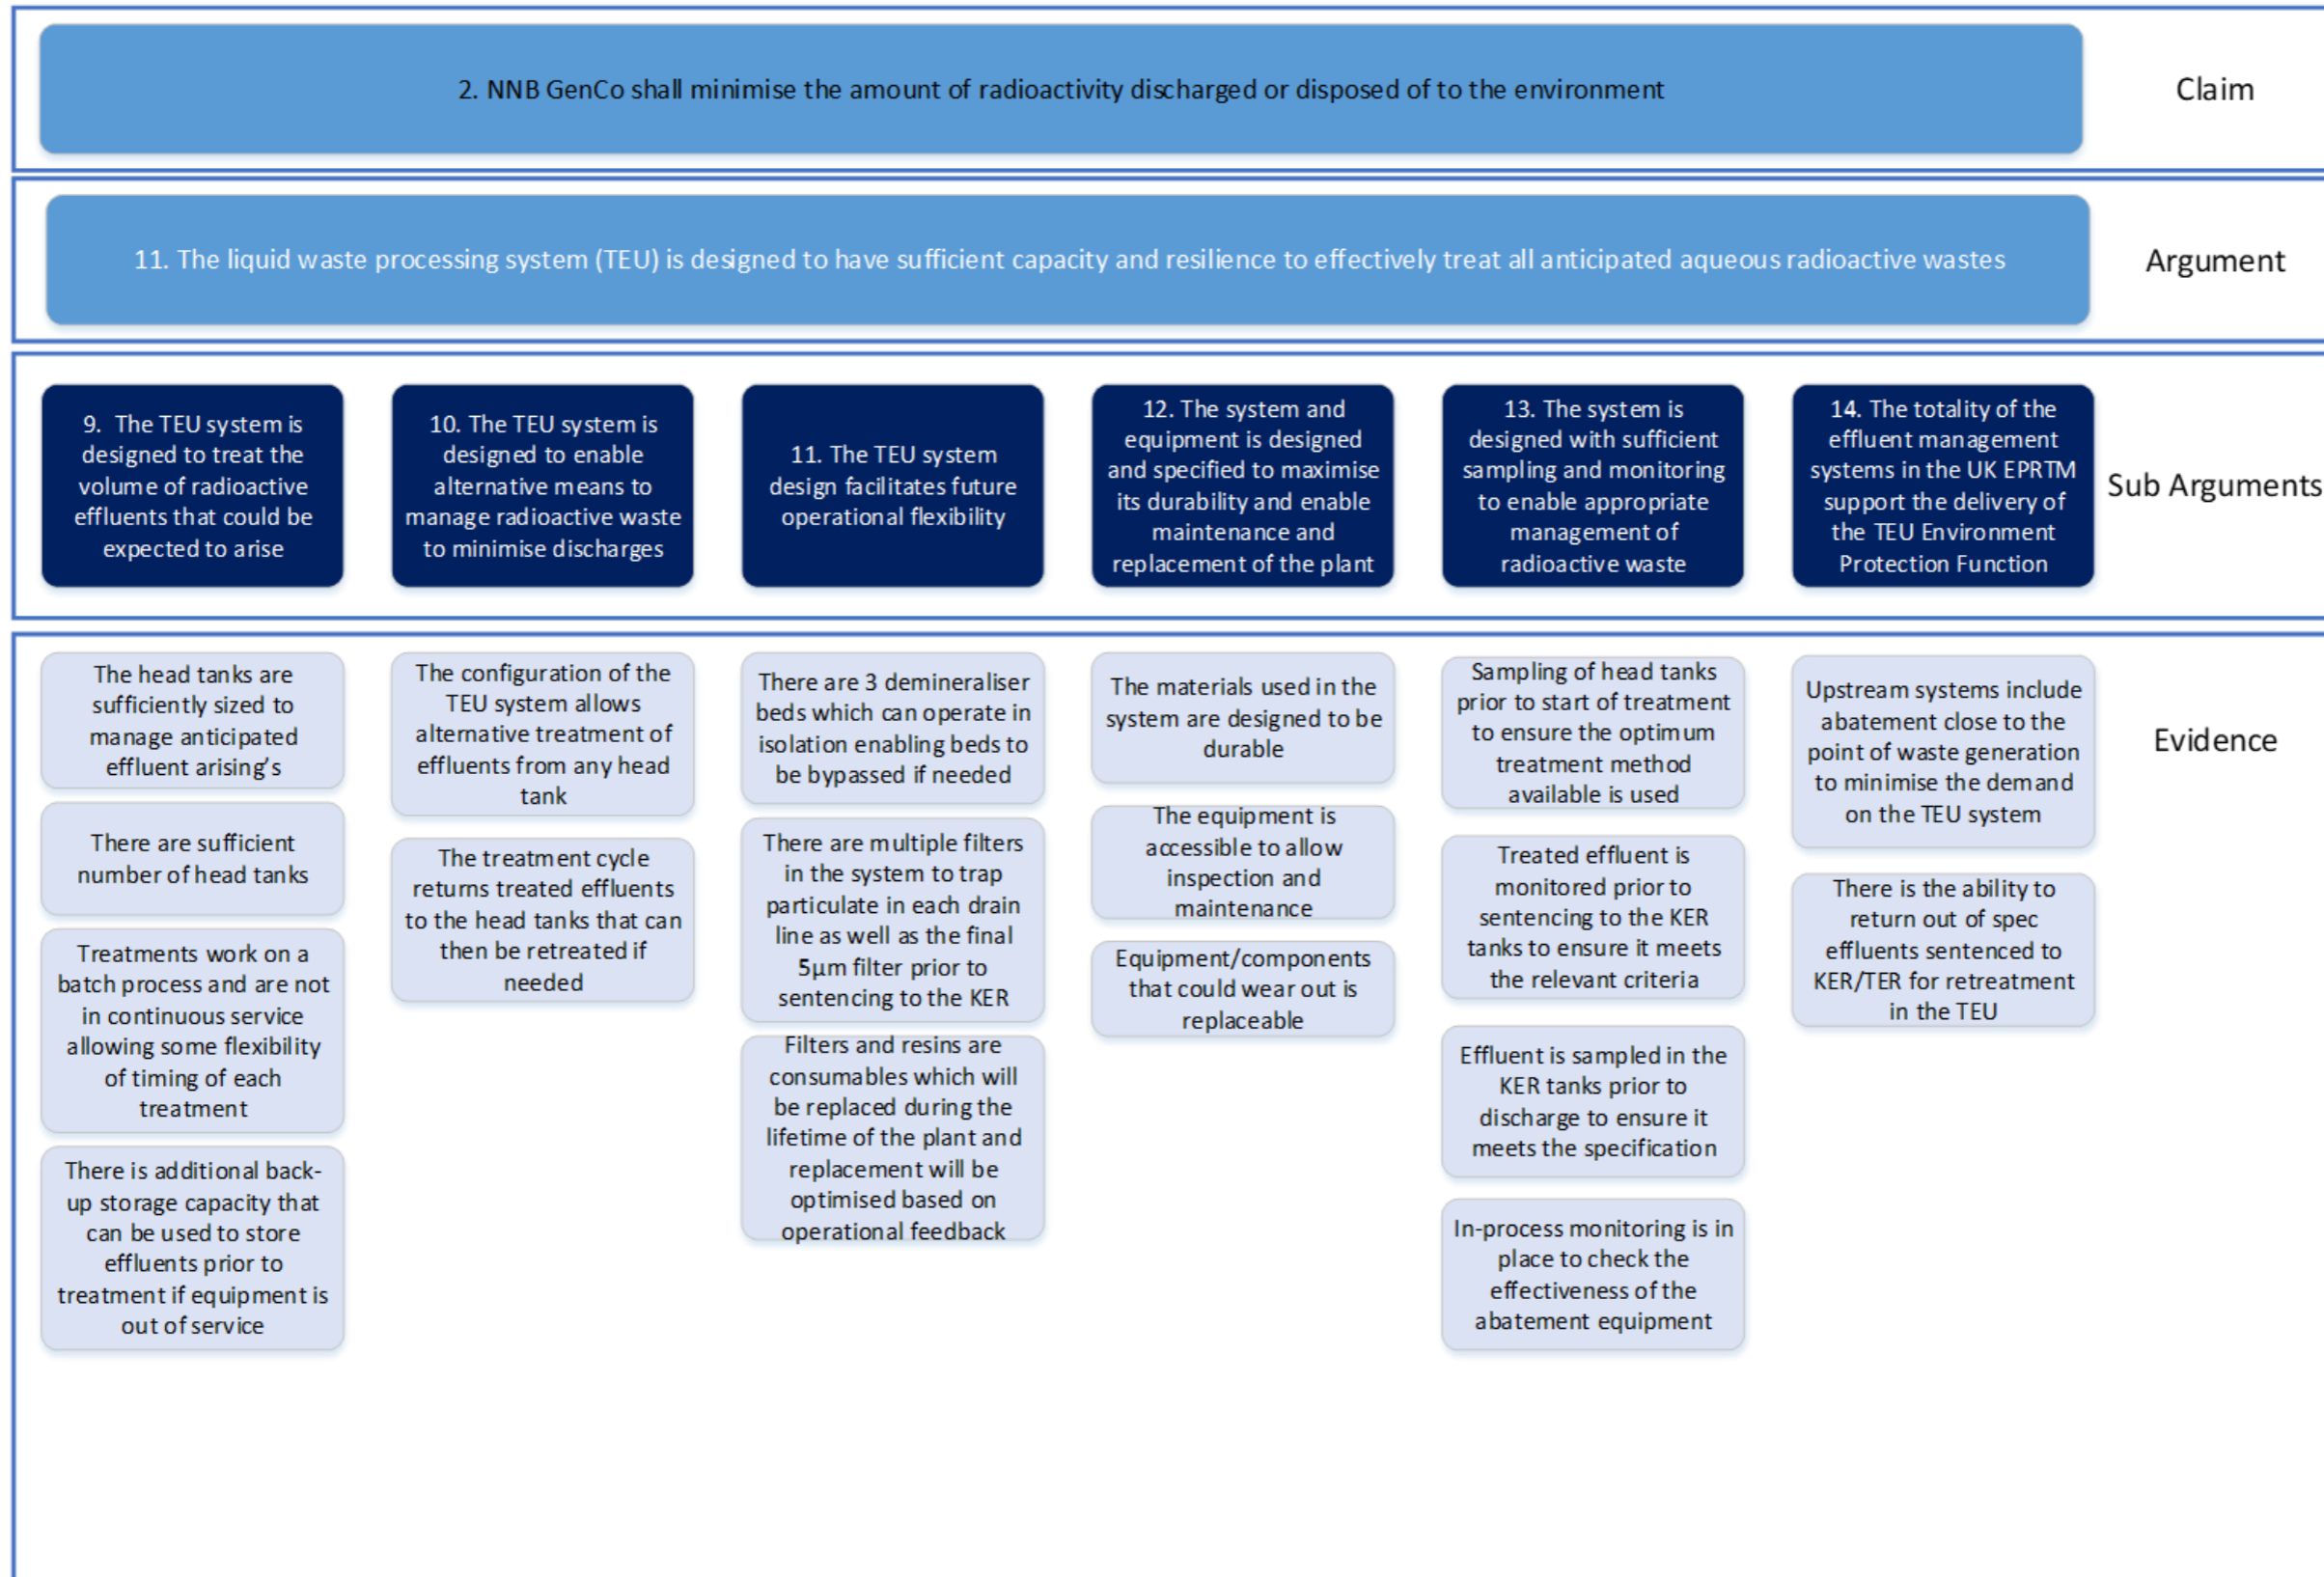 2. NNB GenCo shall minimise the amount of radioactivity discharged or disposed of to the environment
Claim
11. The liquid waste processing system (TEU) is designed to have sufficient capacity and resilience to effectively treat all anticipated aqueous radioactive wastes
Argument
9. The TEU system is
designed to treat the
volume of radioactive
effluents that could be
expected to arise
10. The TEU system is
designed to enable
alternative means to
manage radioactive waste
to minimise discharges
11. The TEU system
design facilitates future
operational flexibility
12. The system and
equipment is designed
and specified to maximise
its durability and enable
maintenance and
replacement of the plant
13. The system is
designed with sufficient
sampling and monitoring
to enable appropriate
management of
radioactive waste
14. The totality of the
effluent management
systems in the UK EPRTM
support the delivery of
the TEU Environment
Protection Function
Sub Arguments
The head tanks are
sufficiently sized to
manage anticipated
effluent arising’s
There are sufficient
number of head tanks
Treatments work on a
batch process and are not
in continuous service
allowing some flexibility
of timing of each
treatment
There is additional back-
up storage capacity that
can be used to store
effluents prior to
treatment if equipment is
out of service
The configuration of the
TEU system allows
alternative treatment of
effluents from any head
tank
The treatment cycle
returns treated effluents
to the head tanks that can
then be retreated if
needed
There are 3 demineraliser
beds which can operate in
isolation enabling beds to
be bypassed if needed
There are multiple filters
in the system to trap
particulate in each drain
line as well as the final
5µm filter prior to
sentencing to the KER
Filters and resins are
consumables which will
be replaced during the
lifetime of the plant and
replacement will be
optimised based on
operational feedback
The materials used in the
system are designed to be
durable
The equipment is
accessible to allow
inspection and
maintenance
Equipment/components
that could wear out is
replaceable
Sampling of head tanks
prior to start of treatment
to ensure the optimum
treatment method
available is used
Treated effluent is
monitored prior to
sentencing to the KER
tanks to ensure it meets
the relevant criteria
Effluent is sampled in the
KER tanks prior to
discharge to ensure it
meets the specification
In-process monitoring is in
place to check the
effectiveness of the
abatement equipment
Upstream systems include
abatement close to the
point of waste generation
to minimise the demand
on the TEU system
There is the ability to
return out of spec
effluents sentenced to
KER/TER for retreatment
in the TEU
Evidence